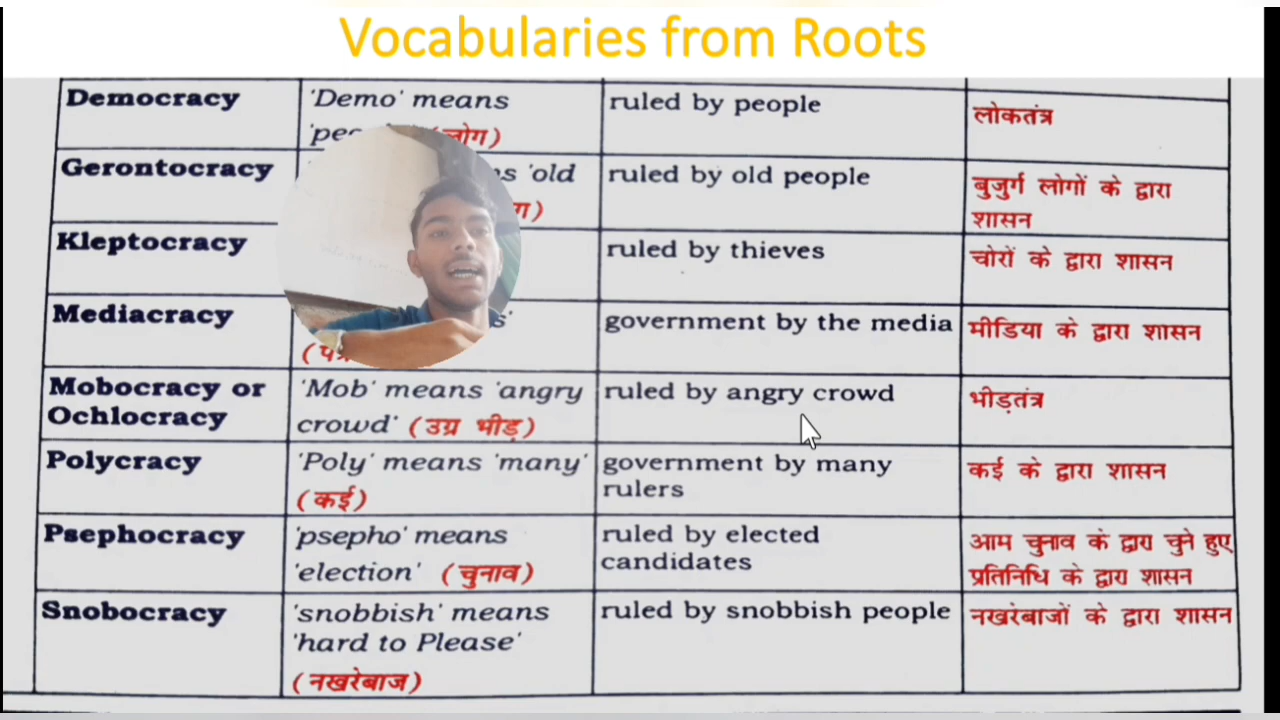 Vocabularies from Roots
Democracy
'Demo' means
(लोग)
ruled by people
लोकतंत्र
Gerontocracy
'old
ruled by old people
बुजुर्ग लोगों के द्वारा
शासन
Kleptocracy
ruled by thieves
चोरों के द्वारा शासन
Mediacracy
government by the media
मीडिया के द्वारा शासन
Mobocracy or
Ochlocracy
'Mob' means 'angry
crowd' (उग्र भीड़)
ruled by angry crowd
भीड़तंत्र
Polycracy
'Poly' means 'many'
(कई)
government by many
rulers
कई के द्वारा शासन
Psephocracy
'psepho' means
'election' (चुनाव)
ruled by elected
candidates
आम चुनाव के द्वारा चुने हुए
प्रतिनिधि के द्वारा शासन
Snobocracy
'snobbish' means
'hard to Please'
(नखरेबाज)
ruled by snobbish people
नखरेबाजों के द्वारा शासन